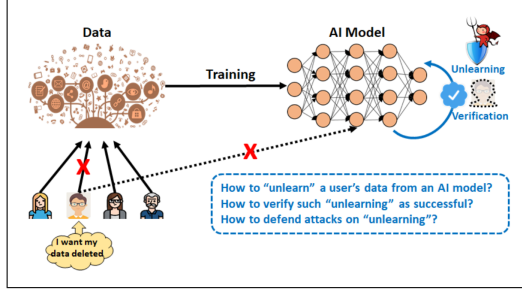 Data
AI Model
Training
Unlearning
Verification
X
X
I want my
data deleted
How to “unlearn” a user’s data from an AI model?
How to verify such “unlearning” as successful?
How to defend attacks on “unlearning”?